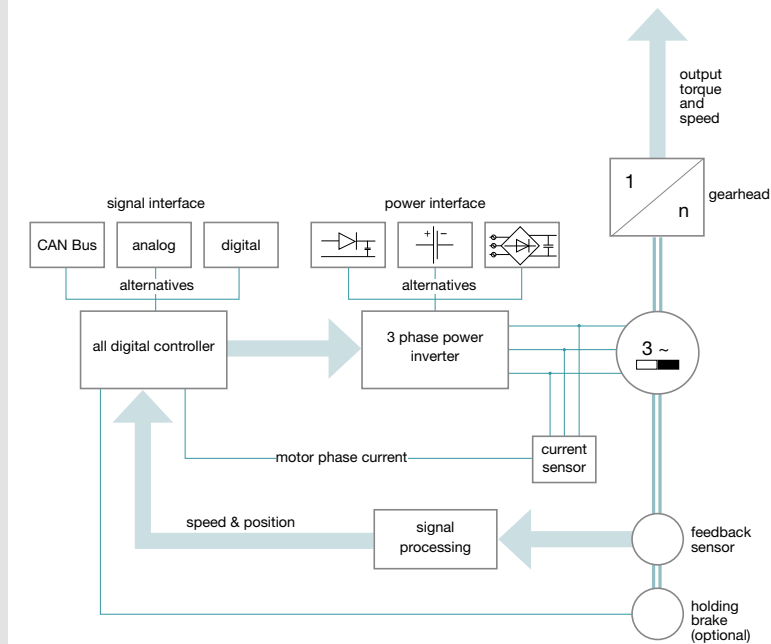 output
torque
and
speed
1
n
gearhead
signal interface
power interface
CAN Bus
analog
digital
+ −
alternatives
alternatives
all digital controller
3 phase power
inverter
3 ~
motor phase current
current
sensor
speed & position
signal
processing
feedback
sensor
holding
brake
(optional)